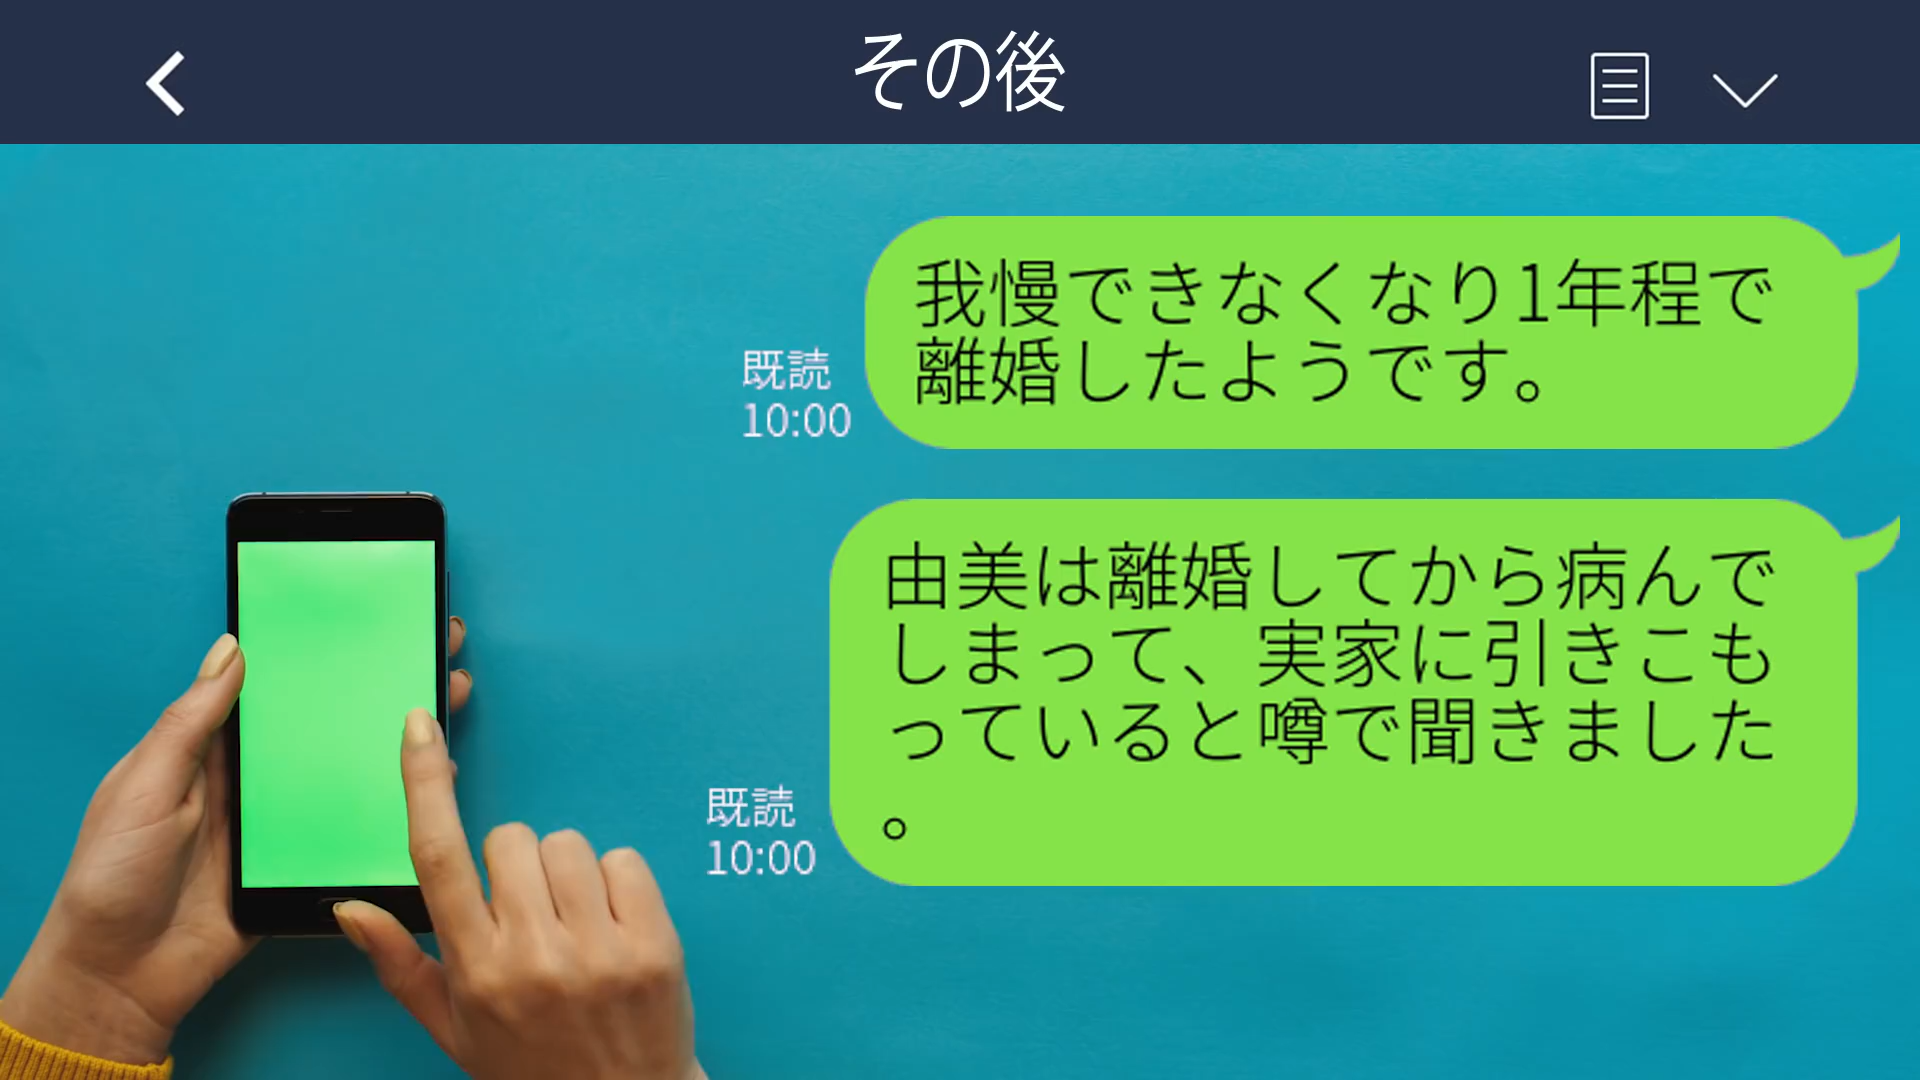 その後
我慢できなくなり1年程で
離婚したようです。
既読
10:00
由美は離婚してから病んで
しまって、実家に引きこも
っていると噂で聞きました
。
既読
10:00